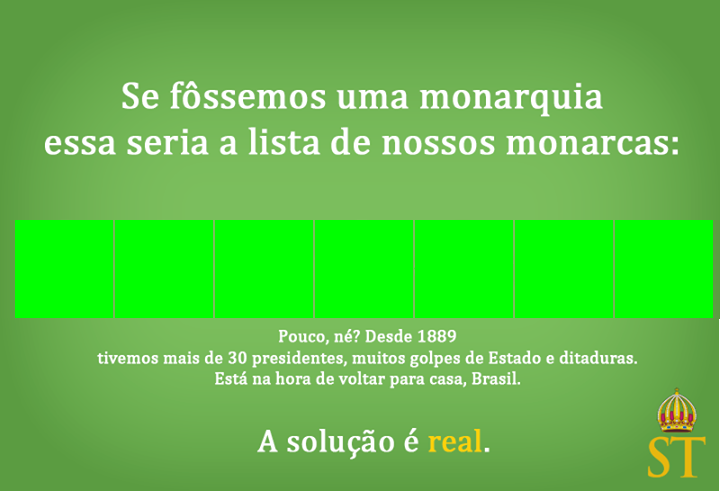 Se fôssemos uma monarquia
essa seria a lista de nossos monarcas:
Pouco, né? Desde 1889
tivemos mais de 30 presidentes, muitos golpes de Estado e ditaduras.
Está na hora de voltar para casa, Brasil.
A solução é real.
ST